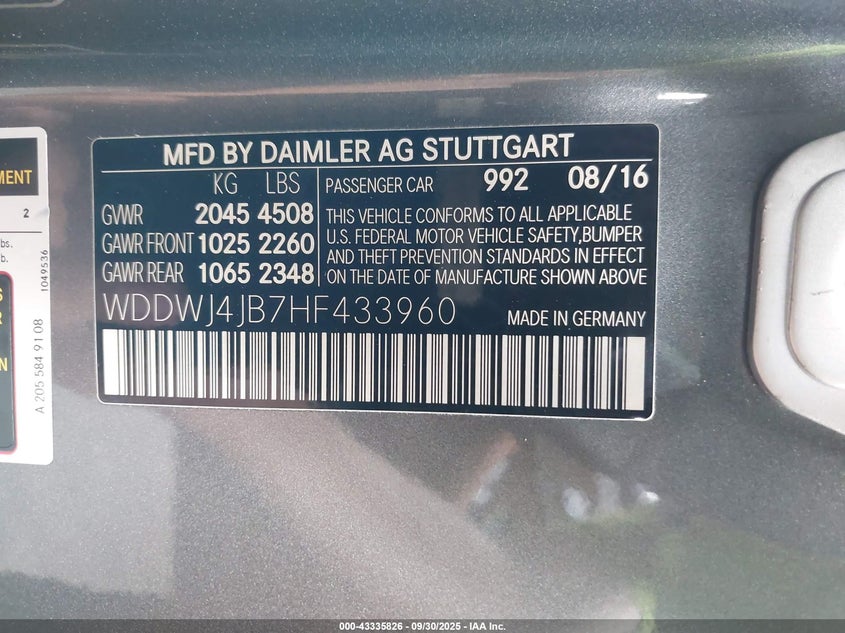 MFD BY DAIMLER AG STUTTGART
KG LBS
GVWR 2045 4508
GAWR FRONT 1025 2260
GAWR REAR 1065 2348
PASSENGER CAR 992 08/16
THIS VEHICLE CONFORMS TO ALL APPLICABLE
U.S. FEDERAL MOTOR VEHICLE SAFETY,BUMPER
AND THEFT PREVENTION STANDARDS IN EFFECT
ON THE DATE OF MANUFACTURE SHOWN ABOVE
WDDWJ4JB7HF433960
MADE IN GERMANY
2
1049536
A 205 584 91 08
000-43335826 - 09/30/2025 - IAA Inc.